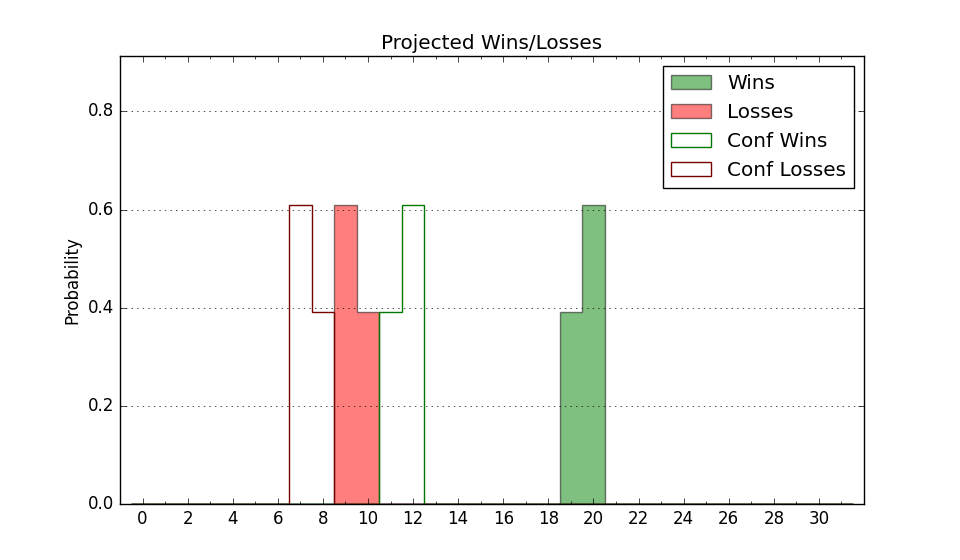 Projected Wins/Losses
Wins
Losses
Conf Wins
Conf Losses
Probability
0.8
0.6
0.4
0.2
0.0
0 2 4 6 8 10 12 14 16 18 20 22 24 26 28 30